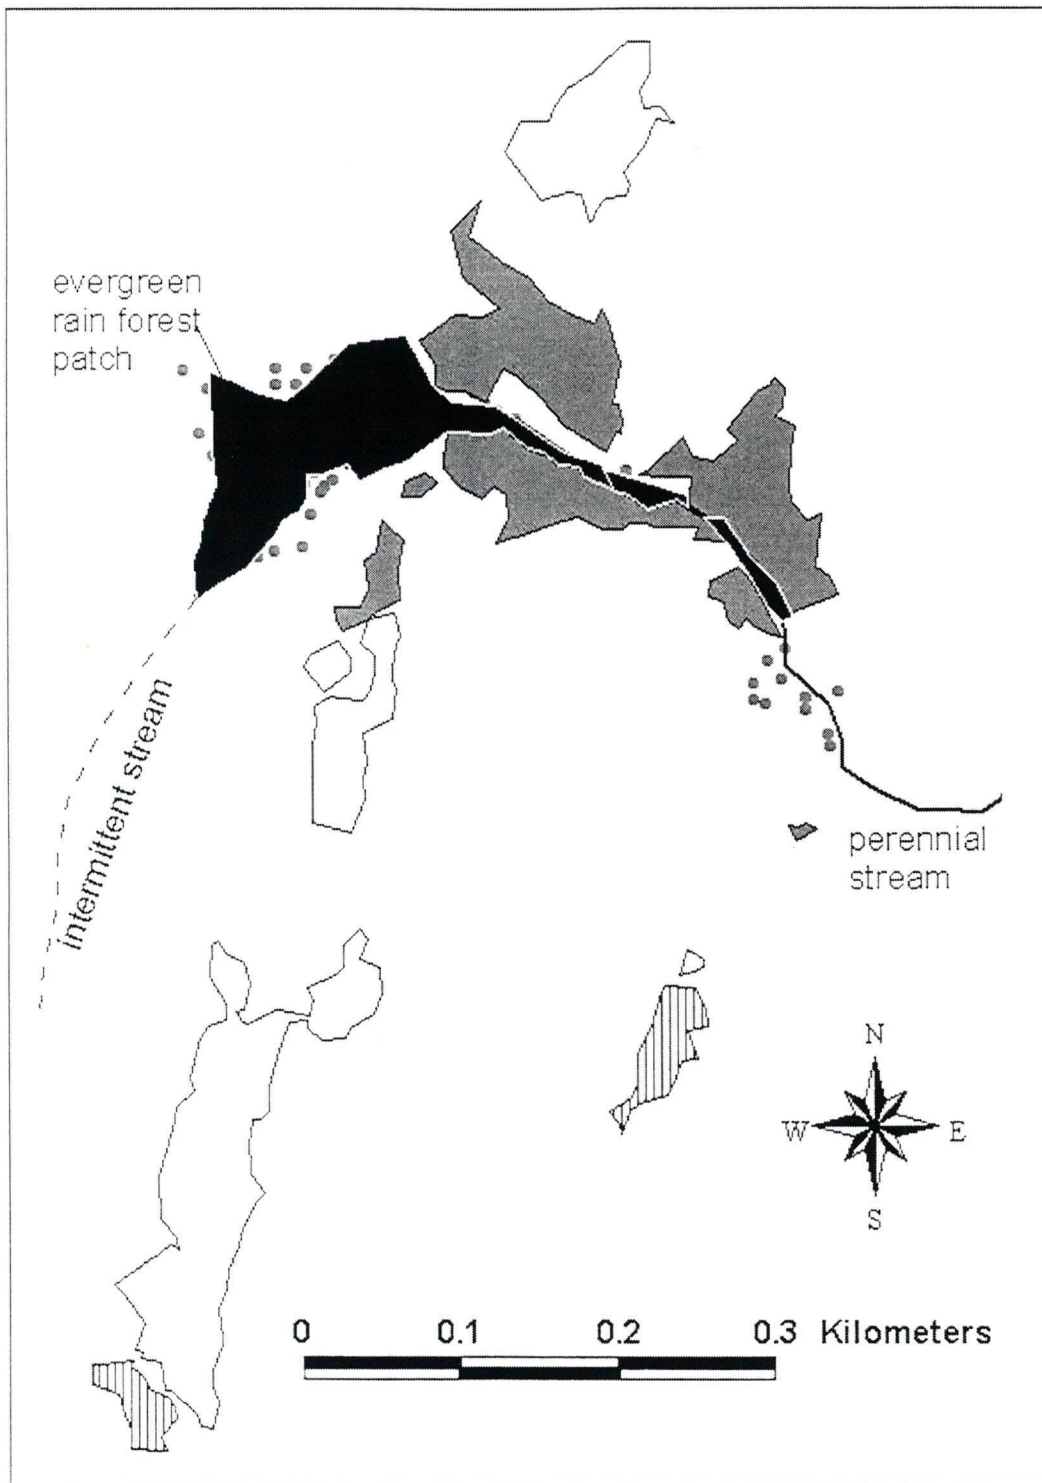 evergreen
rain forest
patch
intermittent stream
perennial
stream
N
W E
S
0 0.1 0.2 0.3 Kilometers